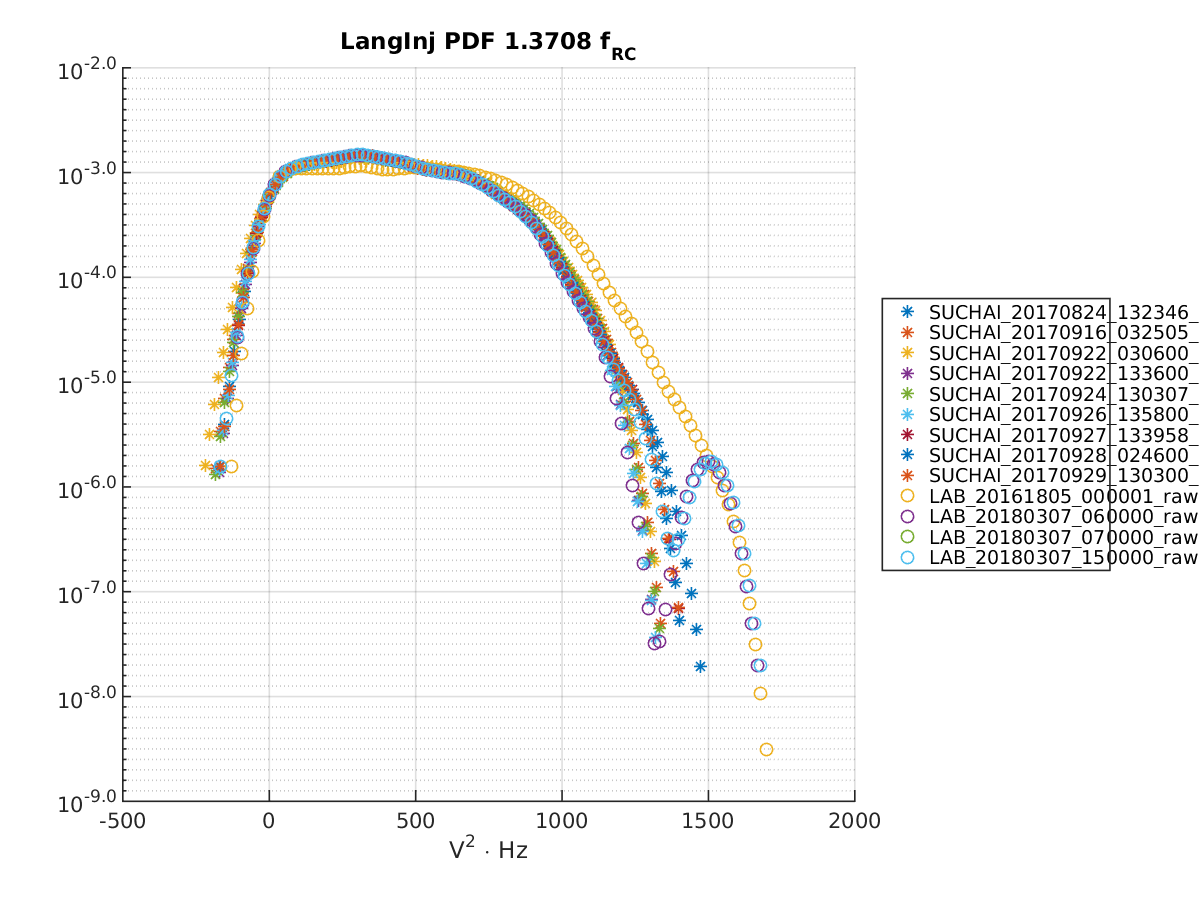 LangInj PDF 1.3708 fRC
10-2.0
10-3.0
10-4.0
10-5.0
10-6.0
10-7.0
10-8.0
10-9.0
-500 0 500 1000 1500 2000
V2 · Hz
SUCHAI_20170824_132346_
SUCHAI_20170916_032505_
SUCHAI_20170922_030600_
SUCHAI_20170922_133600_
SUCHAI_20170924_130307_
SUCHAI_20170926_135800_
SUCHAI_20170927_133958_
SUCHAI_20170928_024600_
SUCHAI_20170929_130300_
LAB_20161805_000001_raw
LAB_20180307_060000_raw
LAB_20180307_070000_raw
LAB_20180307_150000_raw